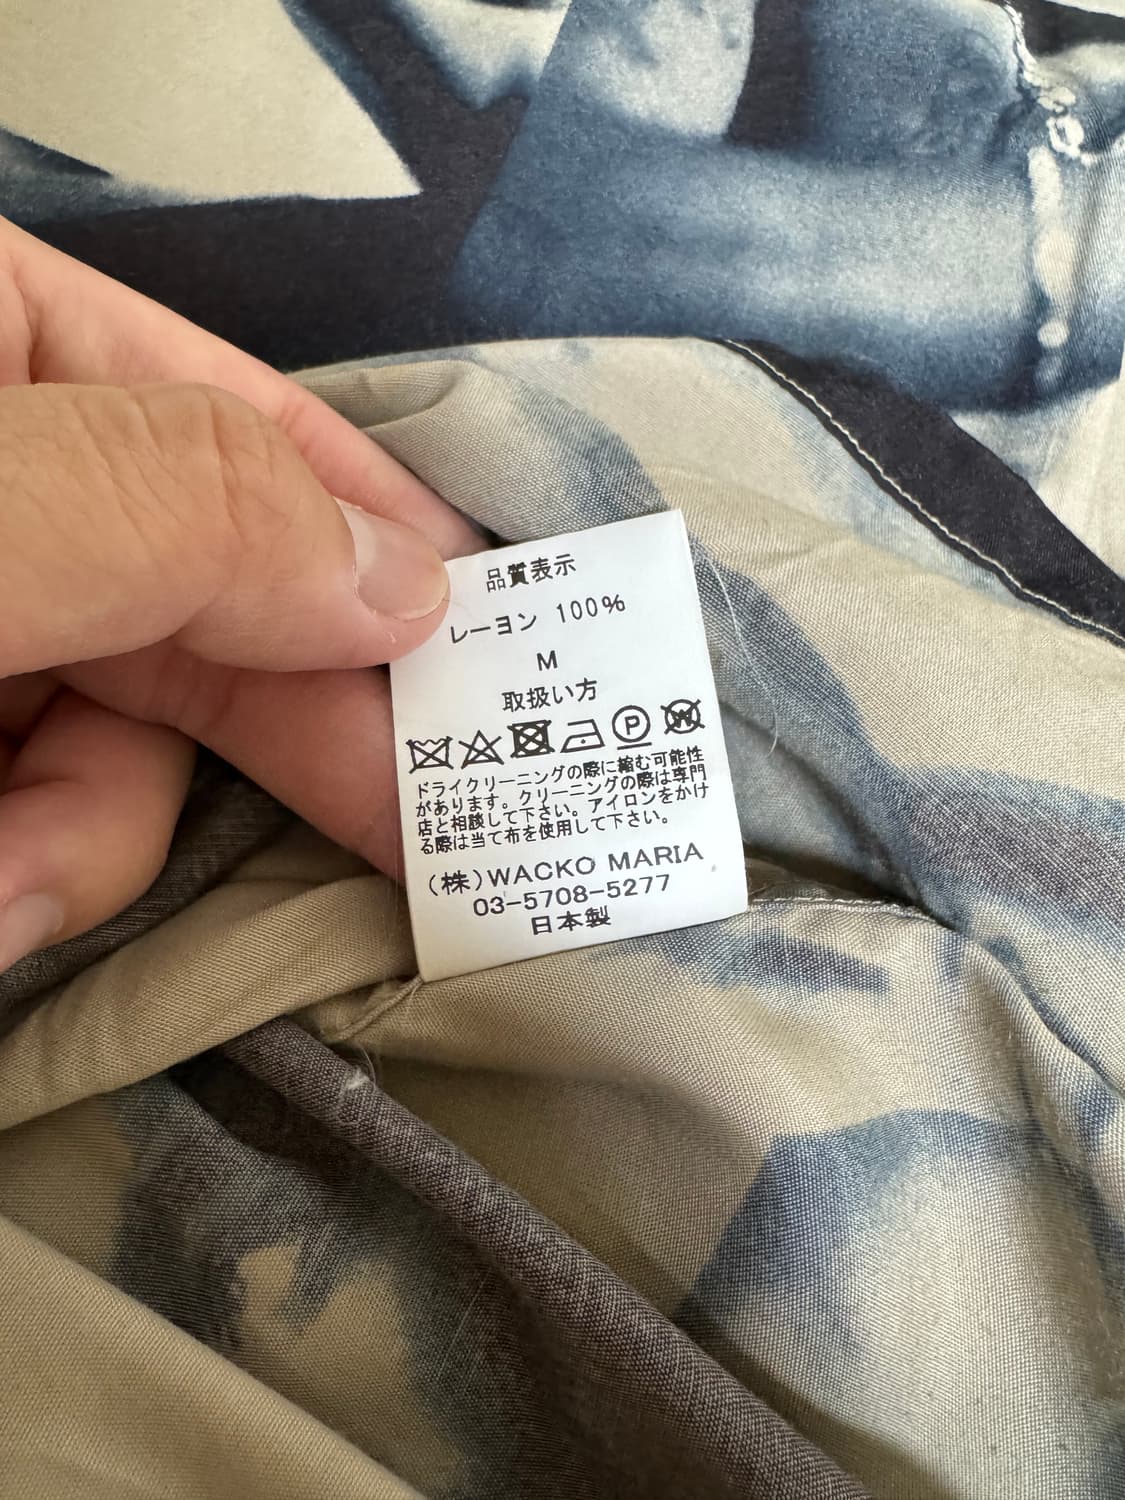 品質表示
レーヨン 100%
M
取扱い方
P W
ドライクリーニングの際に縮む可能性
があります。クリーニングの際は専門
店と相談して下さい。アイロンをかけ
る際は当て布を使用して下さい。
(株)WACKO MARIA
03-5708-5277
日本製